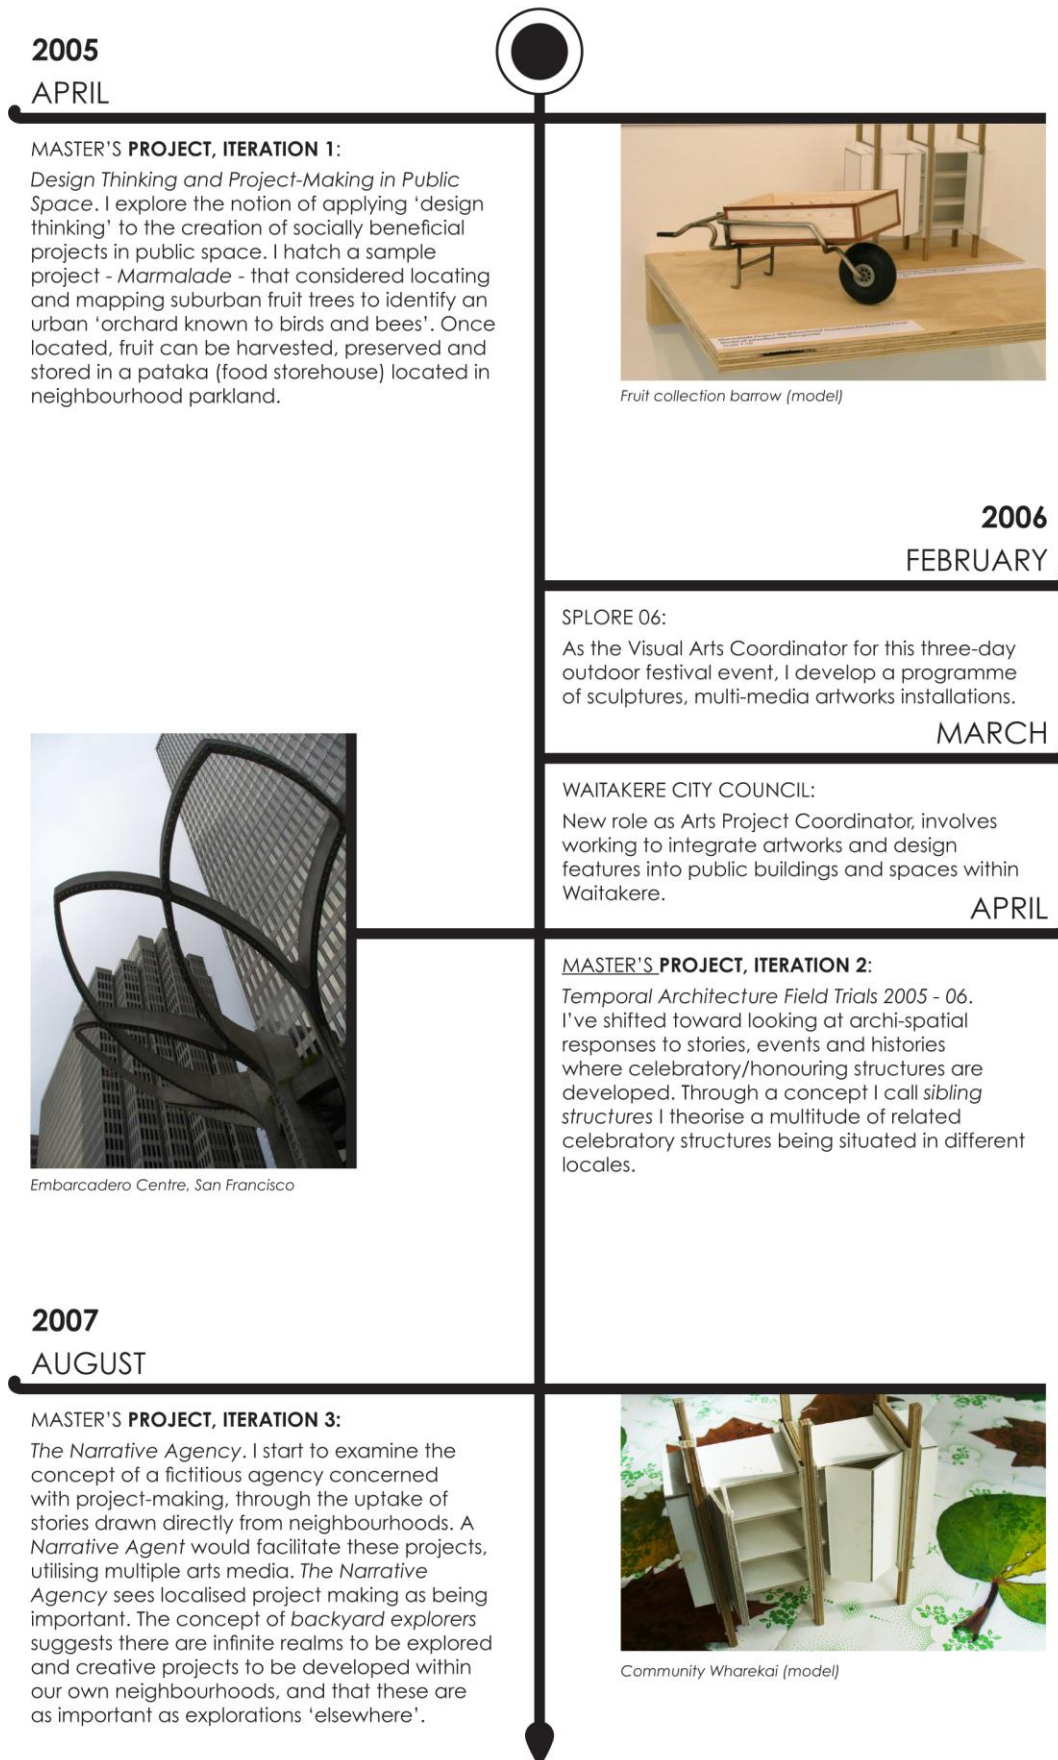 2005
APRIL
MASTER'S PROJECT, ITERATION 1:
Design Thinking and Project-Making in Public
Space. I explore the notion of applying ‘design
thinking’ to the creation of socially beneficial
projects in public space. I hatch a sample
project - Marmalade - that considered locating
and mapping suburban fruit trees to identify an
urban ‘orchard known to birds and bees’. Once
located, fruit can be harvested, preserved and
stored in a pataka (food storehouse) located in
neighbourhood parkland.
Fruit collection barrow (model)
2006
FEBRUARY
SPLORE 06:
As the Visual Arts Coordinator for this three-day
outdoor festival event, I develop a programme
of sculptures, multi-media artworks installations.
MARCH
WAITAKERE CITY COUNCIL:
New role as Arts Project Coordinator, involves
working to integrate artworks and design
features into public buildings and spaces within
Waitakere.
APRIL
Embarcadero Centre, San Francisco
MASTER'S PROJECT, ITERATION 2:
Temporal Architecture Field Trials 2005 - 06.
I've shifted toward looking at archi-spatial
responses to stories, events and histories
where celebratory/honouring structures are
developed. Through a concept I call sibling
structures I theorise a multitude of related
celebratory structures being situated in different
locales.
2007
AUGUST
MASTER'S PROJECT, ITERATION 3:
The Narrative Agency. I start to examine the
concept of a fictitious agency concerned
with project-making, through the uptake of
stories drawn directly from neighbourhoods. A
Narrative Agent would facilitate these projects,
utilising multiple arts media. The Narrative
Agency sees localised project making as being
important. The concept of backyard explorers
suggests there are infinite realms to be explored
and creative projects to be developed within
our own neighbourhoods, and that these are
as important as explorations ‘elsewhere’.
Community Wharekai (model)